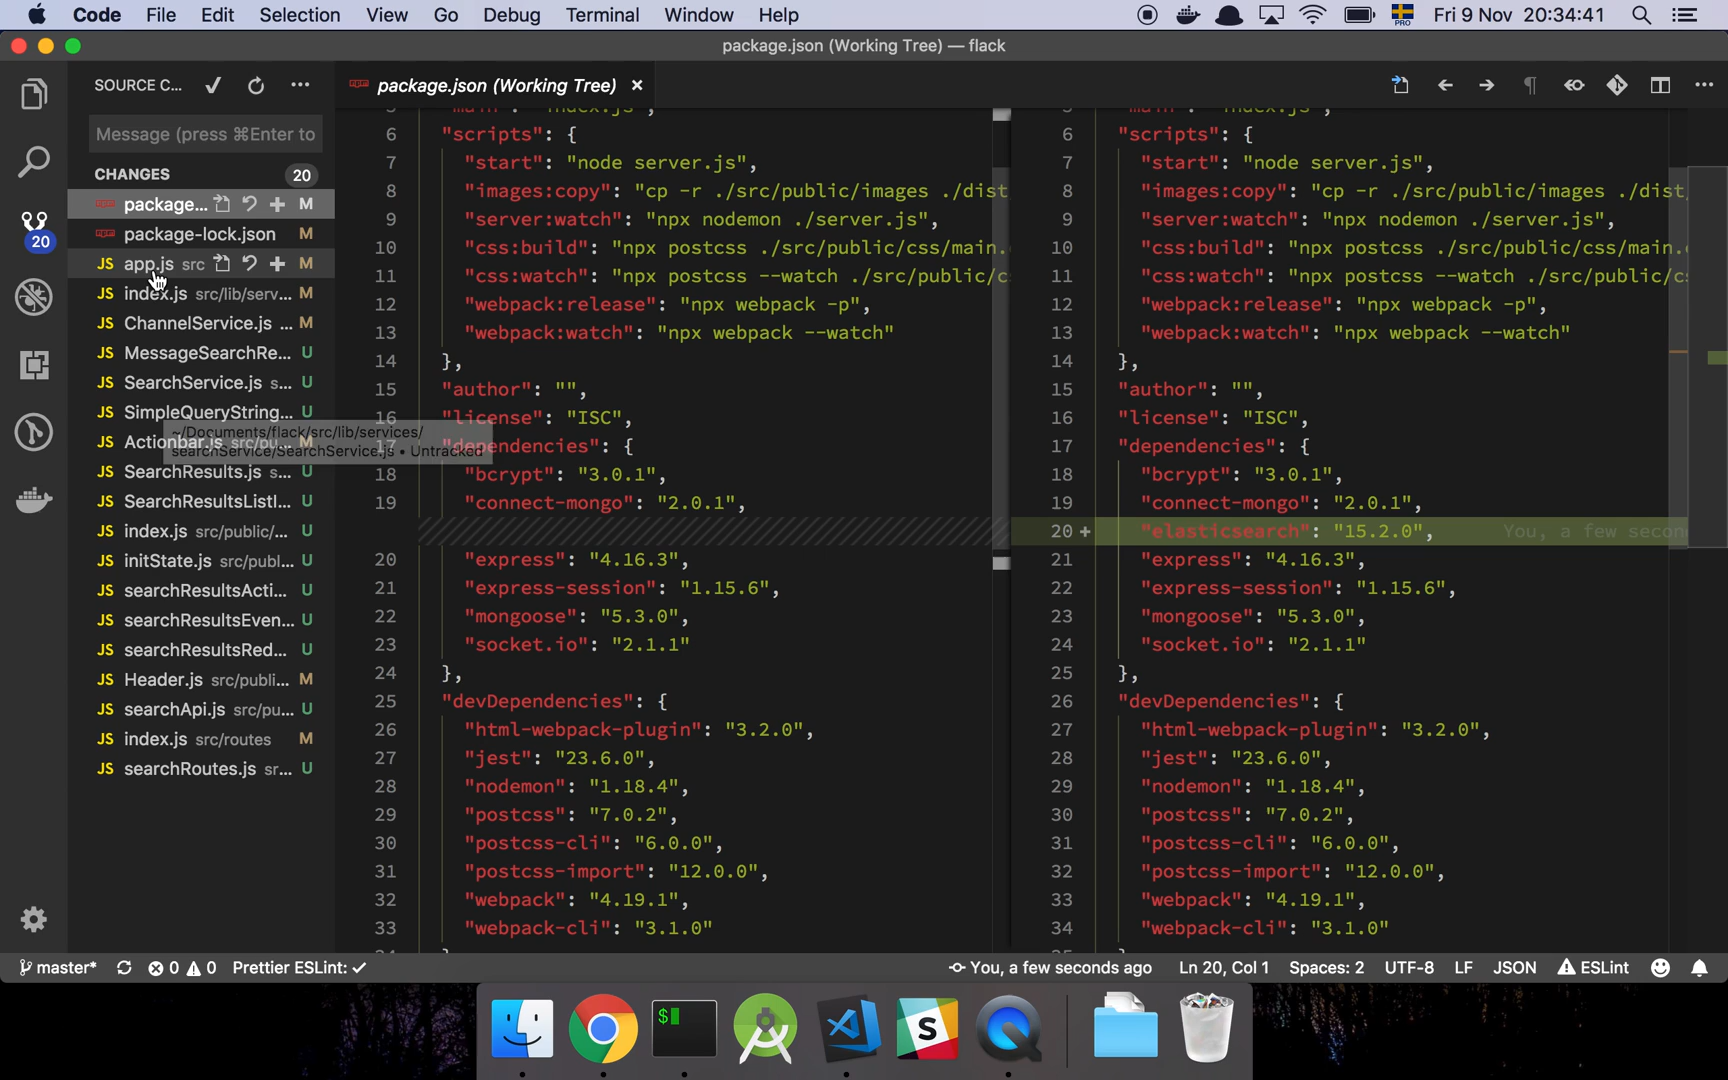 Code File Edit Selection View Go Debug Terminal Window Help PRO Fri 9 Nov 20:34:41
package.json (Working Tree) — flack
SOURCE C...
package.json (Working Tree)
Message (press ⌘Enter to
CHANGES 20
package... M
package-lock.json M
20
app.js src M
index.js src/lib/serv... M
ChannelService.js ... M
MessageSearchRe... U
SearchService.js s... U
SimpleQueryString... U
~/Documents/flack/src/lib/services/
searchService/SearchService.js • Untracked
Actionbar.js src/pu... M
SearchResults.js s... U
SearchResultsListI... U
index.js src/public/... U
initState.js src/publ... U
searchResultsActi... U
searchResultsEven... U
searchResultsRed... U
Header.js src/publi... M
searchApi.js src/pu... U
index.js src/routes M
searchRoutes.js sr... U
6 "scripts": {
7 "start": "node server.js",
8 "images:copy": "cp -r ./src/public/images ./dist
9 "server:watch": "npx nodemon ./server.js",
10 "css:build": "npx postcss ./src/public/css/main.
11 "css:watch": "npx postcss --watch ./src/public/c
12 "webpack:release": "npx webpack -p",
13 "webpack:watch": "npx webpack --watch"
14 },
15 "author": "",
16 "license": "ISC",
17 "dependencies": {
18 "bcrypt": "3.0.1",
19 "connect-mongo": "2.0.1",
20 "express": "4.16.3",
21 "express-session": "1.15.6",
22 "mongoose": "5.3.0",
23 "socket.io": "2.1.1"
24 },
25 "devDependencies": {
26 "html-webpack-plugin": "3.2.0",
27 "jest": "23.6.0",
28 "nodemon": "1.18.4",
29 "postcss": "7.0.2",
30 "postcss-cli": "6.0.0",
31 "postcss-import": "12.0.0",
32 "webpack": "4.19.1",
33 "webpack-cli": "3.1.0"
6 "scripts": {
7 "start": "node server.js",
8 "images:copy": "cp -r ./src/public/images ./dist
9 "server:watch": "npx nodemon ./server.js",
10 "css:build": "npx postcss ./src/public/css/main.
11 "css:watch": "npx postcss --watch ./src/public/c
12 "webpack:release": "npx webpack -p",
13 "webpack:watch": "npx webpack --watch"
14 },
15 "author": "",
16 "license": "ISC",
17 "dependencies": {
18 "bcrypt": "3.0.1",
19 "connect-mongo": "2.0.1",
20 + "elasticsearch": "15.2.0", You, a few secon
21 "express": "4.16.3",
22 "express-session": "1.15.6",
23 "mongoose": "5.3.0",
24 "socket.io": "2.1.1"
25 },
26 "devDependencies": {
27 "html-webpack-plugin": "3.2.0",
28 "jest": "23.6.0",
29 "nodemon": "1.18.4",
30 "postcss": "7.0.2",
31 "postcss-cli": "6.0.0",
32 "postcss-import": "12.0.0",
33 "webpack": "4.19.1",
34 "webpack-cli": "3.1.0"
master* 0 0 Prettier ESLint: ✓ You, a few seconds ago Ln 20, Col 1 Spaces: 2 UTF-8 LF JSON ESLint